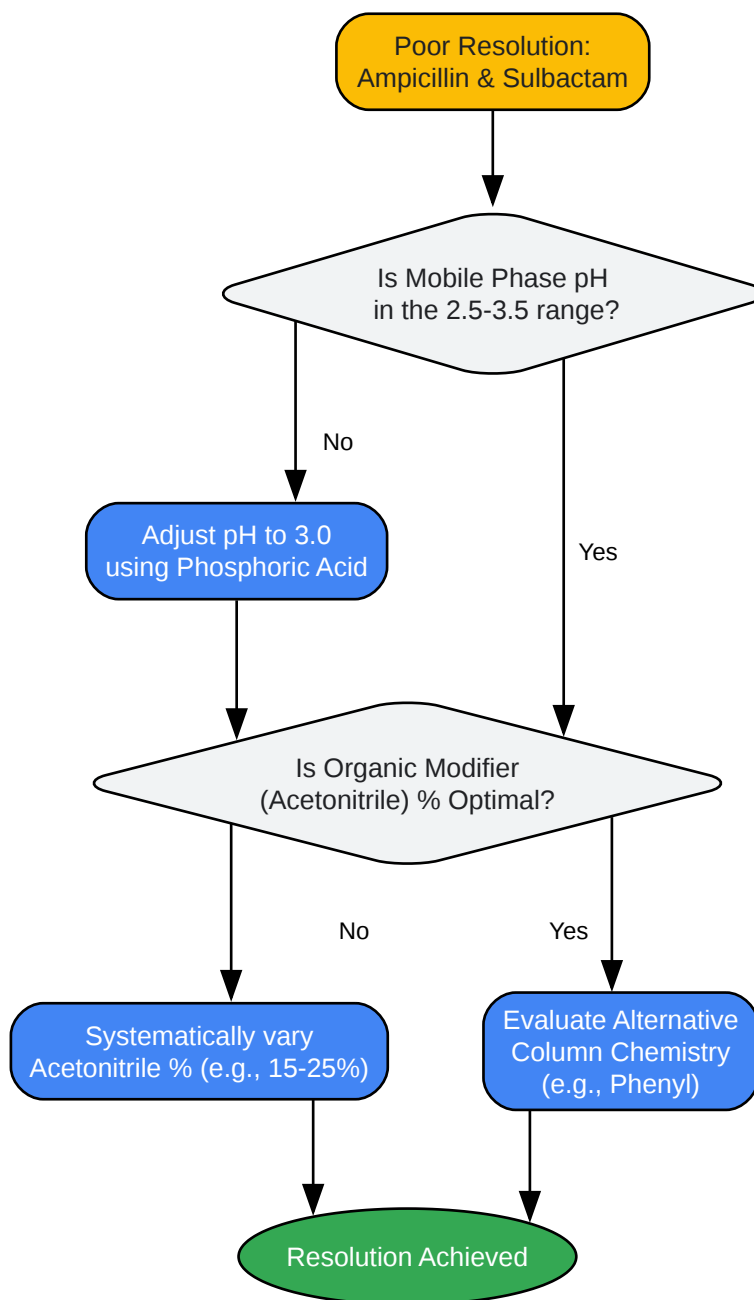 Poor Resolution:
Ampicillin & Sulbactam
Is Mobile Phase pH
in the 2.5-3.5 range?
No
Adjust pH to 3.0
using Phosphoric Acid
Yes
Is Organic Modifier
(Acetonitrile) % Optimal?
No
Yes
Systematically vary
Acetonitrile % (e.g., 15-25%)
Evaluate Alternative
Column Chemistry
(e.g., Phenyl)
Resolution Achieved